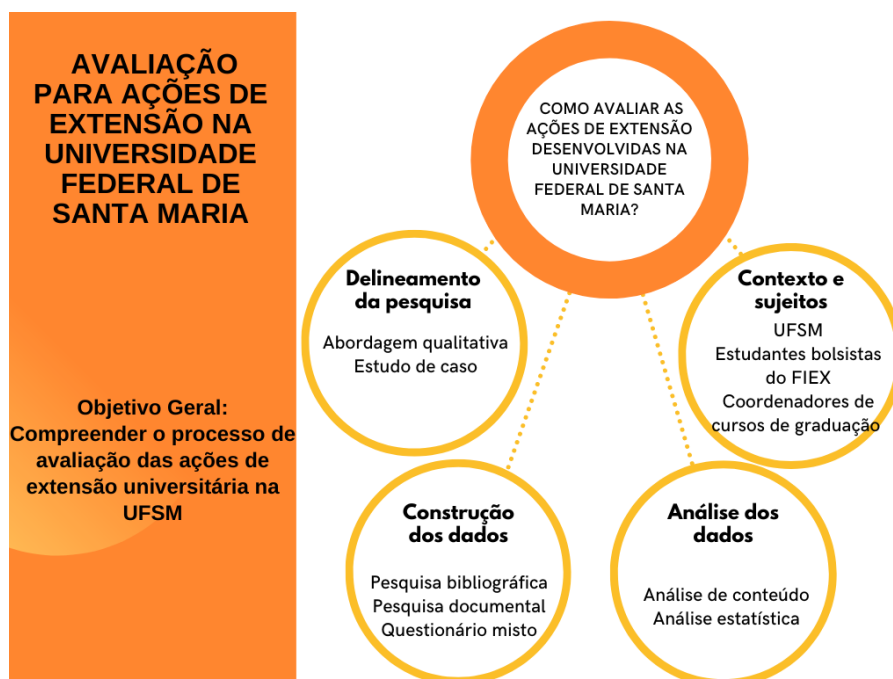 AVALIAÇÃO
PARA AÇÕES DE
EXTENSÃO NA
UNIVERSIDADE
FEDERAL DE
SANTA MARIA
Objetivo Geral:
Compreender o processo de
avaliação das ações de
extensão universitária na
UFSM
COMO AVALIAR AS
AÇÕES DE EXTENSÃO
DESENVOLVIDAS NA
UNIVERSIDADE
FEDERAL DE SANTA
MARIA?
Delineamento
da pesquisa
Abordagem qualitativa
Estudo de caso
Contexto e
sujeitos
UFSM
Estudantes bolsistas
do FIEX
Coordenadores de
cursos de graduação
Construção
dos dados
Pesquisa bibliográfica
Pesquisa documental
Questionário misto
Análise dos
dados
Análise de conteúdo
Análise estatística